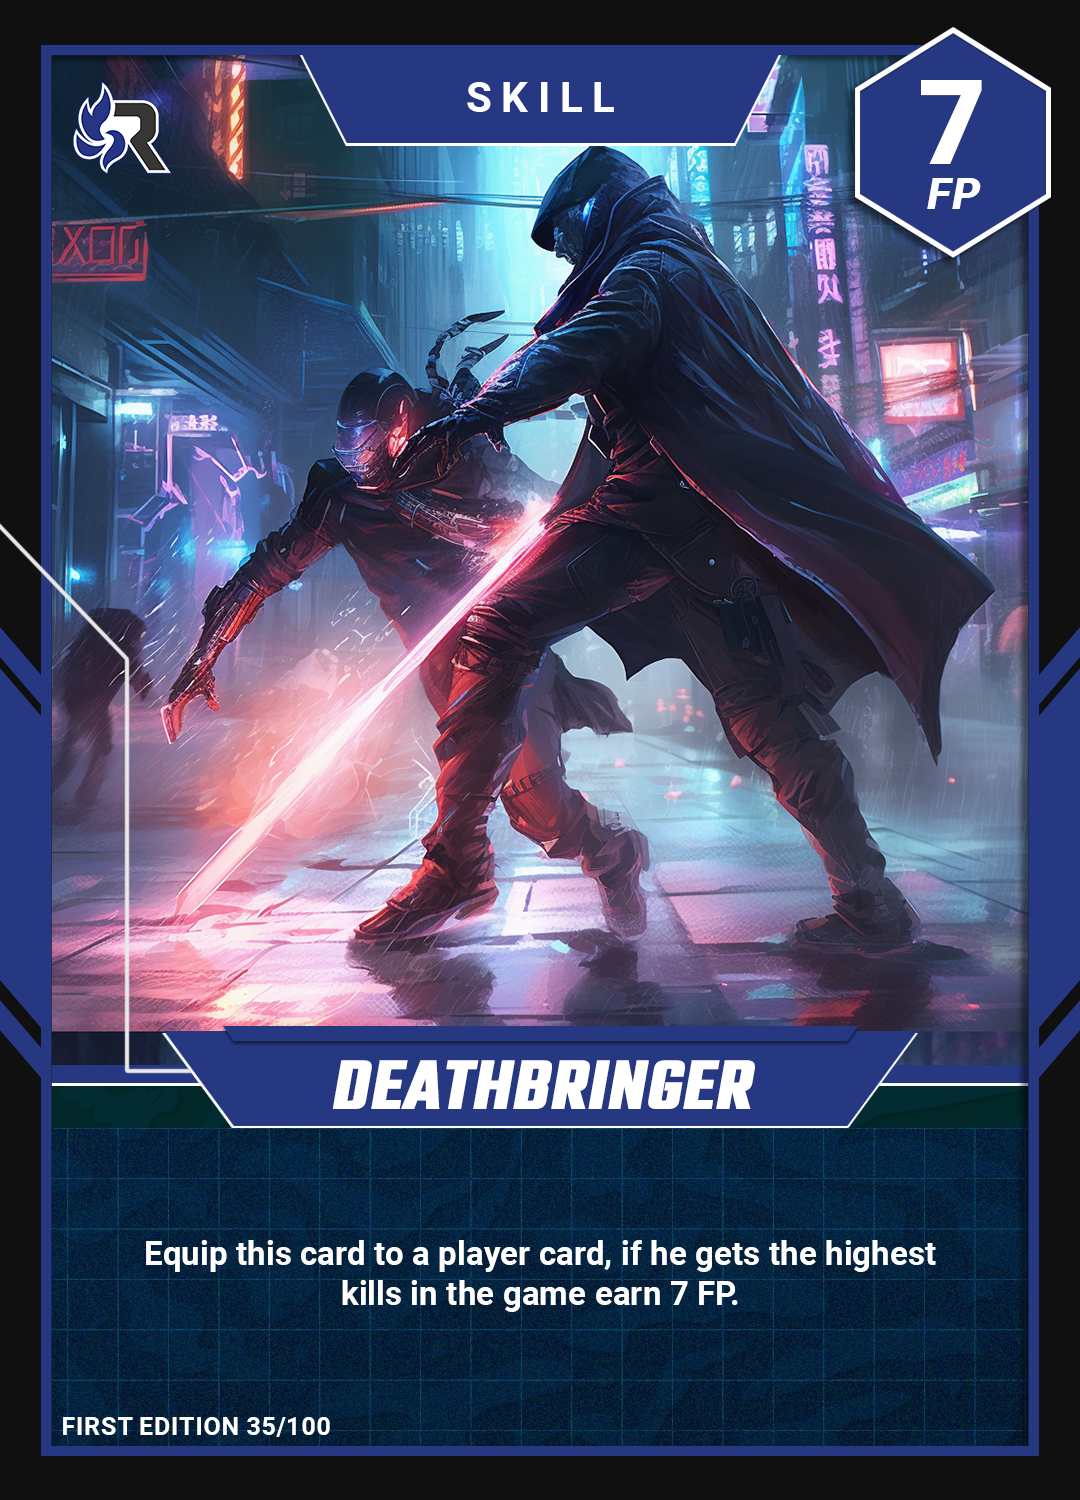 SKILL
7
FP
DEATHBRINGER
Equip this card to a player card, if he gets the highest
kills in the game earn 7 FP.
FIRST EDITION 35/100